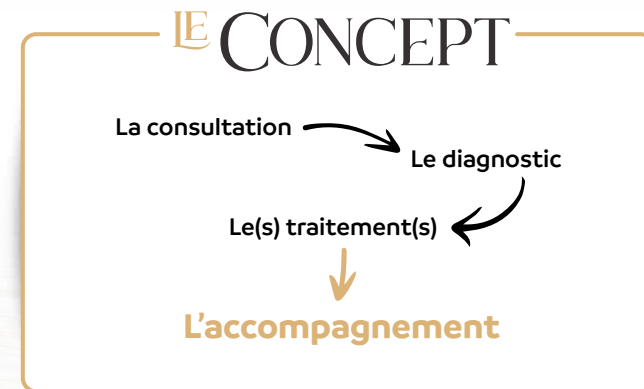 LE CONCEPT
La consultation
Le diagnostic
Le(s) traitement(s)
L'accompagnement